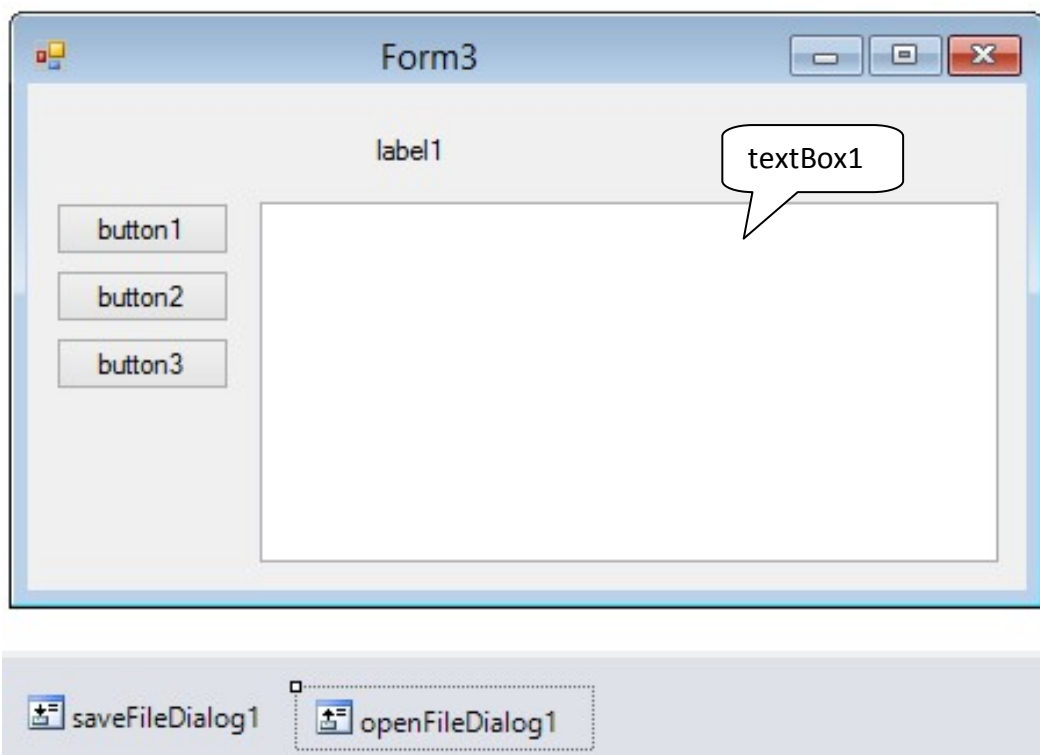 Form3
label1
textBox1
button1
button2
button3
saveFileDialog1
openFileDialog1